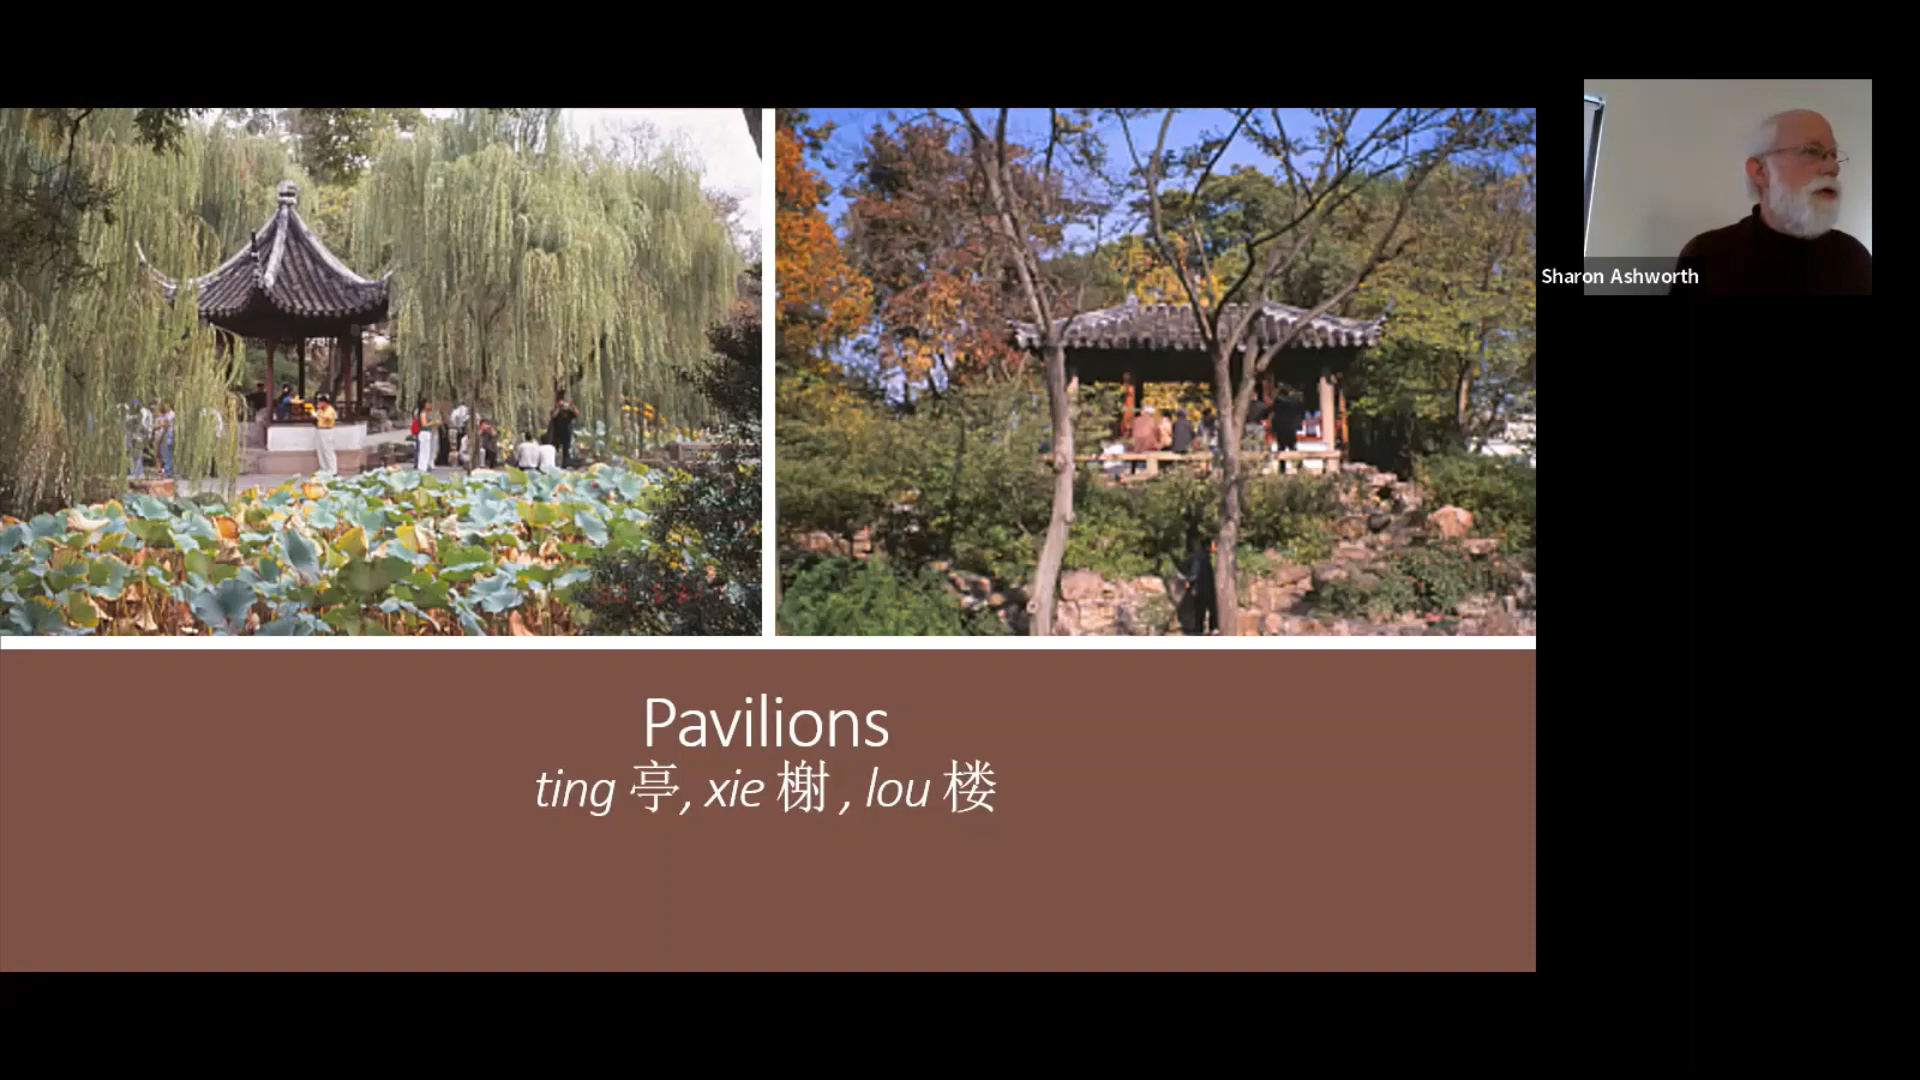 Pavilions
ting 亭, xie 榭 , lou 楼
Sharon Ashworth